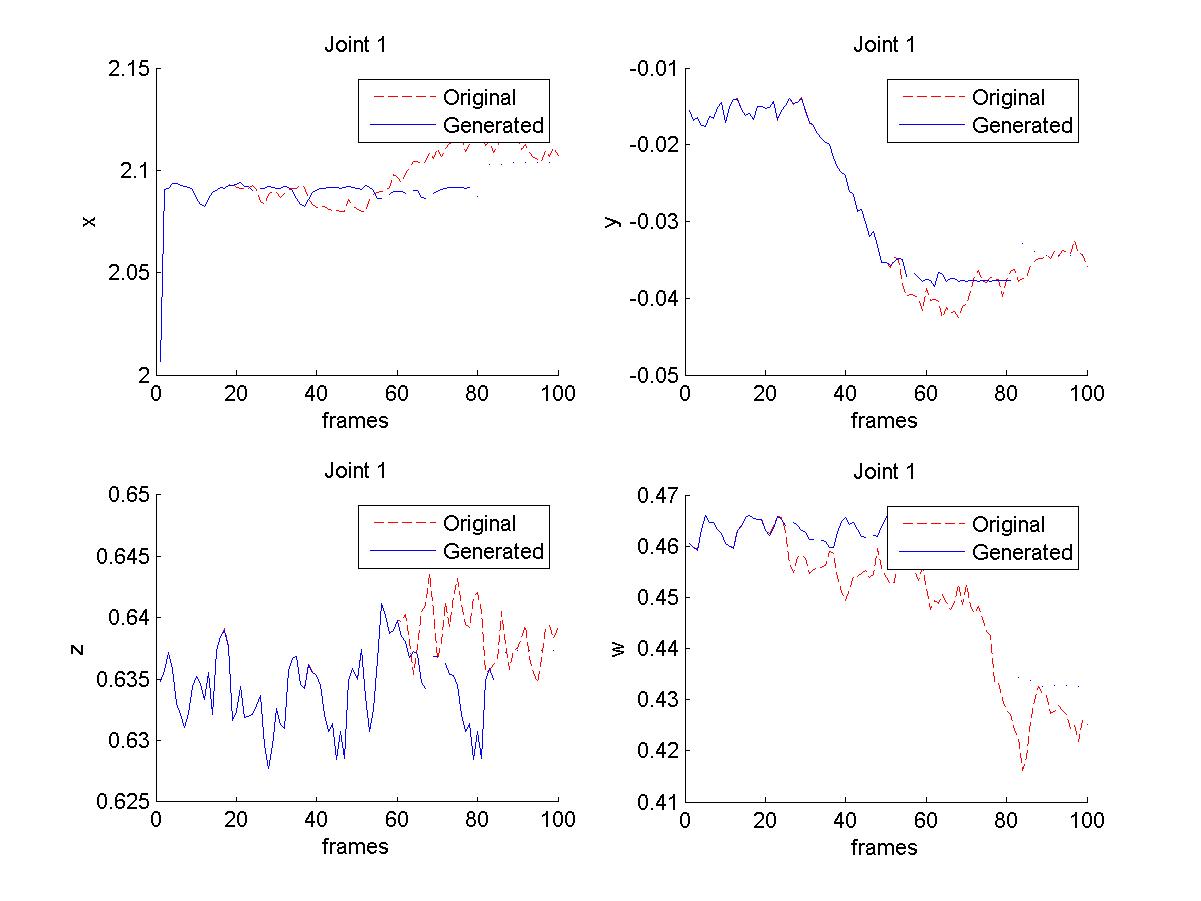 Joint 1
2.15
2.1
2.05
2
x
Original
Generated
0 20 40 60 80 100
frames
Joint 1
-0.01
-0.02
-0.03
-0.04
-0.05
y
Original
Generated
0 20 40 60 80 100
frames
Joint 1
0.65
0.645
0.64
0.635
0.63
0.625
z
Original
Generated
0 20 40 60 80 100
frames
Joint 1
0.47
0.46
0.45
0.44
0.43
0.42
0.41
w
Original
Generated
0 20 40 60 80 100
frames